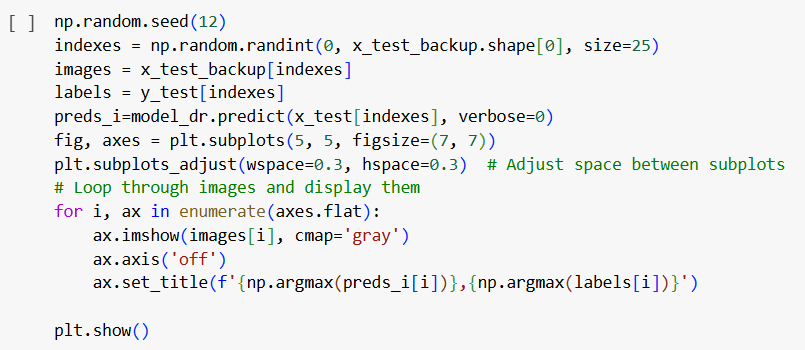 [ ] np.random.seed(12)
indexes = np.random.randint(0, x_test_backup.shape[0], size=25)
images = x_test_backup[indexes]
labels = y_test[indexes]
preds_i=model_dr.predict(x_test[indexes], verbose=0)
fig, axes = plt.subplots(5, 5, figsize=(7, 7))
plt.subplots_adjust(wspace=0.3, hspace=0.3)  # Adjust space between subplots
# Loop through images and display them
for i, ax in enumerate(axes.flat):
    ax.imshow(images[i], cmap='gray')
    ax.axis('off')
    ax.set_title(f'{np.argmax(preds_i[i])},{np.argmax(labels[i])}')
plt.show()